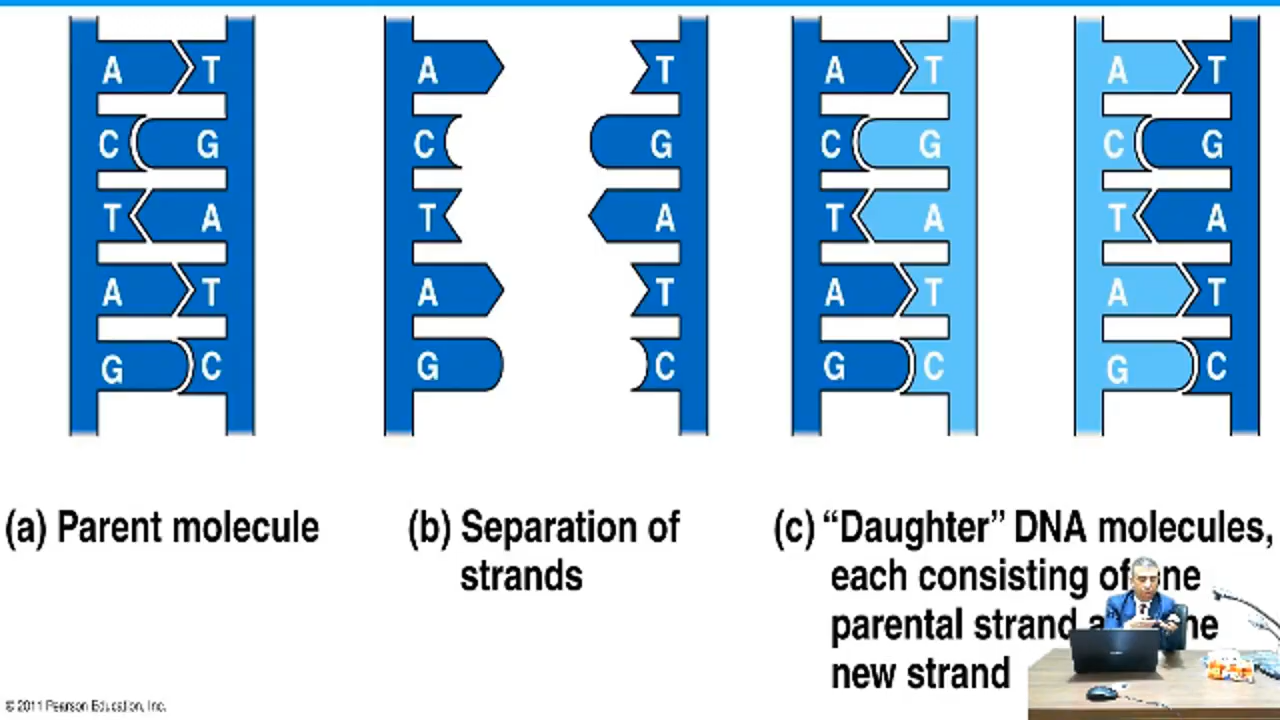 A T A T A T A T
C G C G C G C G
T A T A T A T A
A T A T A T A T
G C G C G C G C
(a) Parent molecule
(b) Separation of
strands
(c) “Daughter” DNA molecules,
each consisting of
parental strand
new strand
© 2011 Pearson Education, Inc.